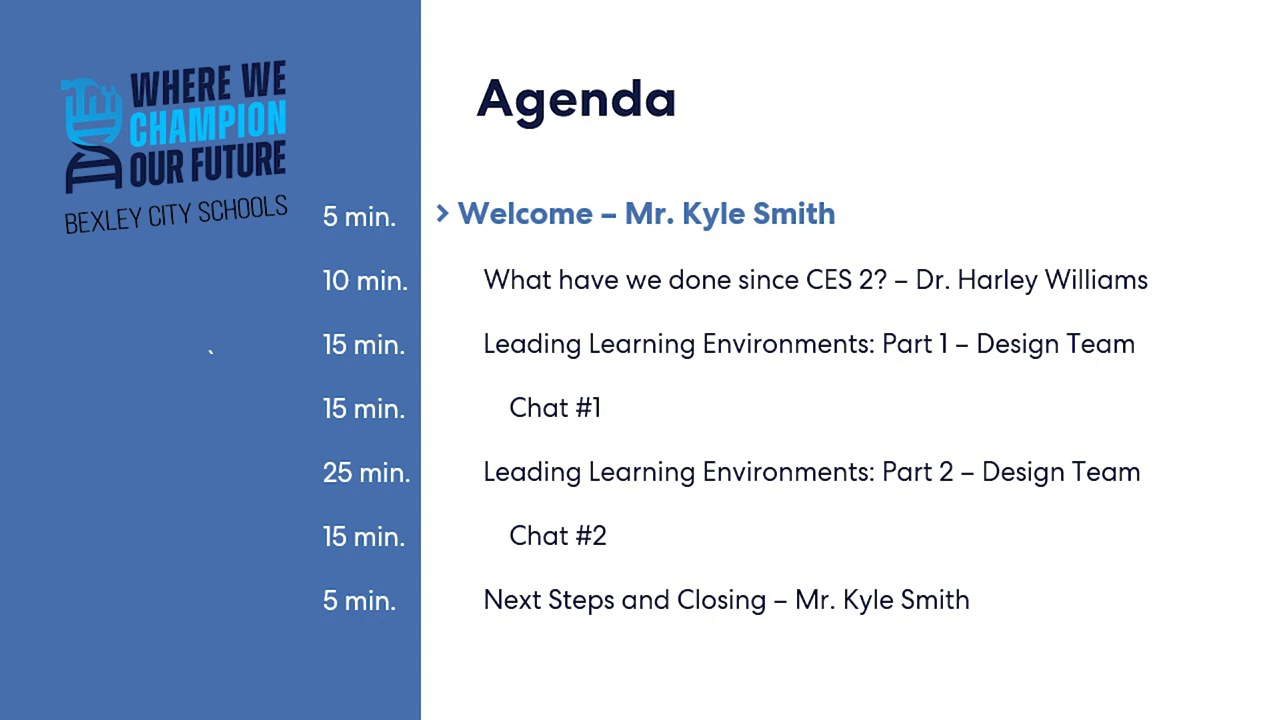 WHERE WE
CHAMPION
OUR FUTURE
BEXLEY CITY SCHOOLS
Agenda
5 min. > Welcome – Mr. Kyle Smith
10 min. What have we done since CES 2? – Dr. Harley Williams
15 min. Leading Learning Environments: Part 1 – Design Team
15 min. Chat #1
25 min. Leading Learning Environments: Part 2 – Design Team
15 min. Chat #2
5 min. Next Steps and Closing – Mr. Kyle Smith